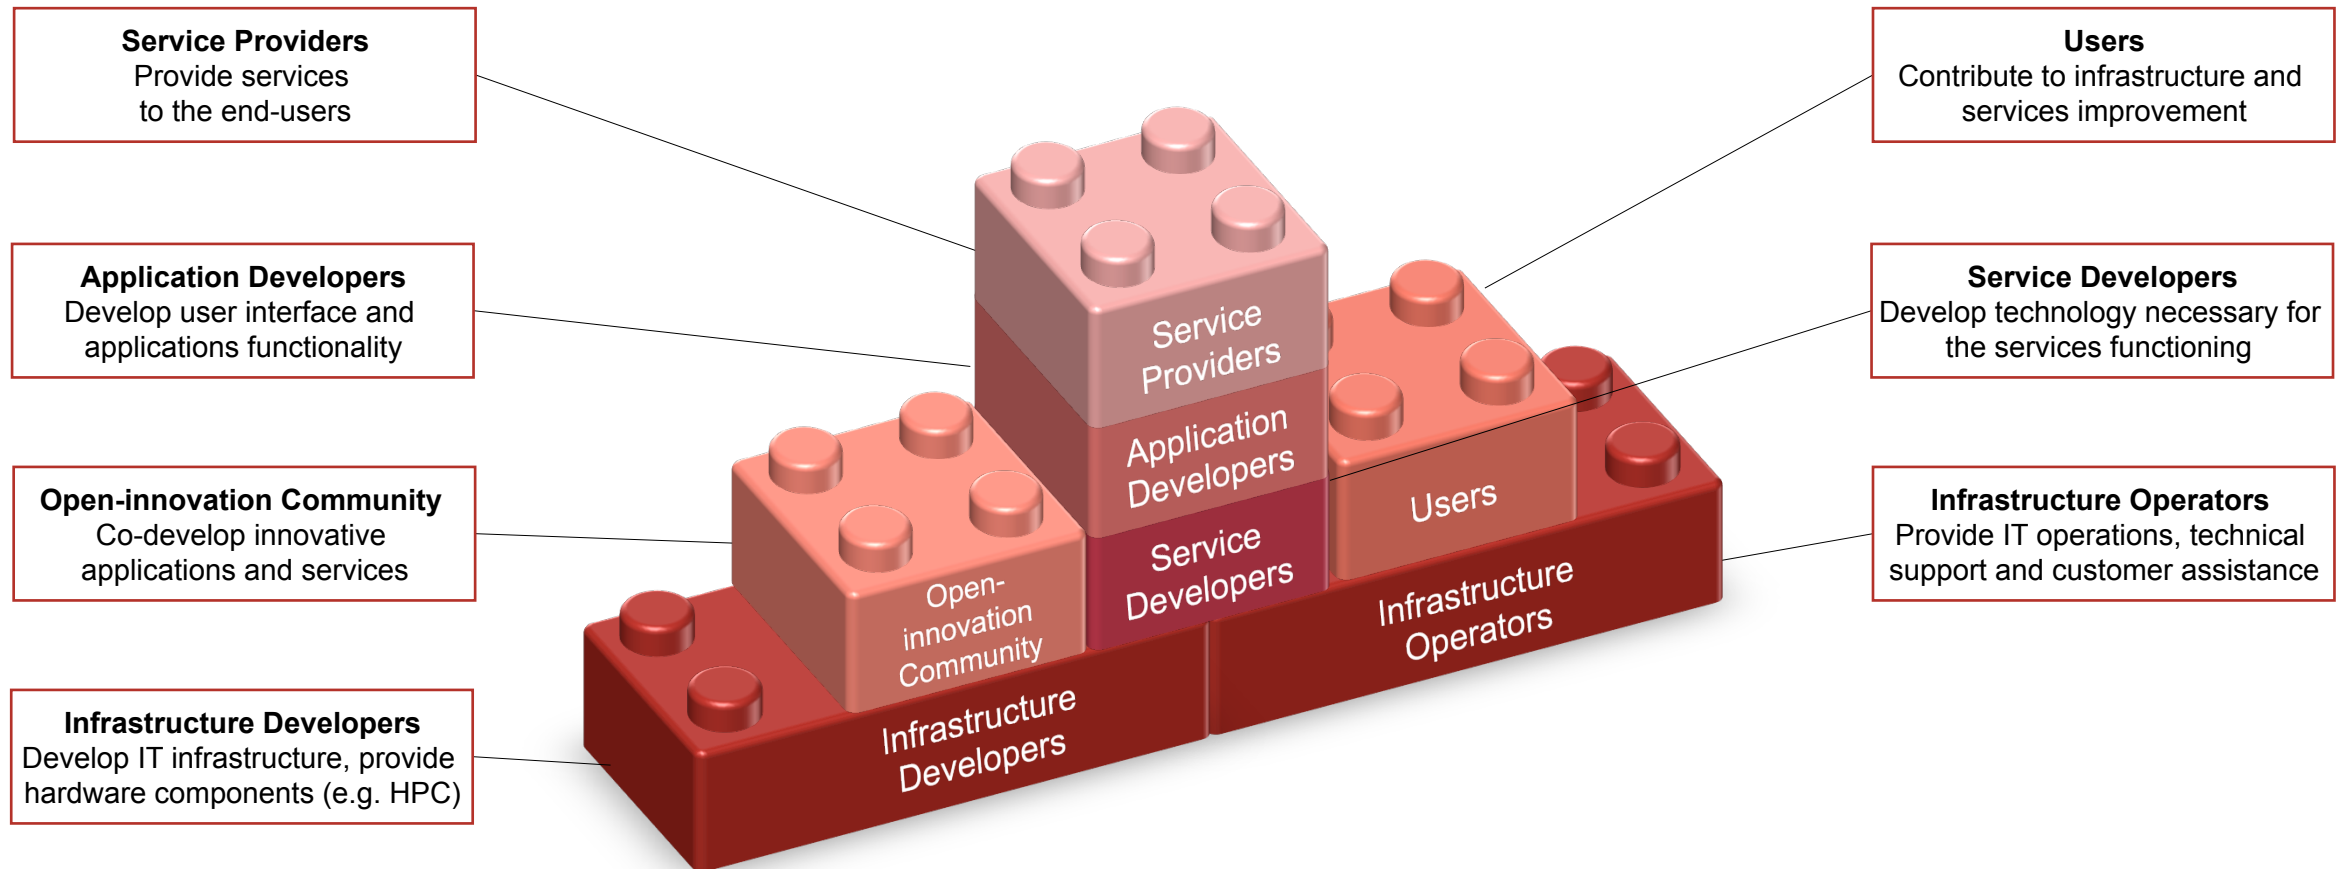 Service Providers
Provide services
to the end-users
Application Developers
Develop user interface and
applications functionality
Open-innovation Community
Co-develop innovative
applications and services
Infrastructure Developers
Develop IT infrastructure, provide
hardware components (e.g. HPC)
Service
Providers
Application
Developers
Service
Developers
Open-
innovation
Community
Users
Infrastructure
Developers
Infrastructure
Operators
Users
Contribute to infrastructure and
services improvement
Service Developers
Develop technology necessary for
the services functioning
Infrastructure Operators
Provide IT operations, technical
support and customer assistance